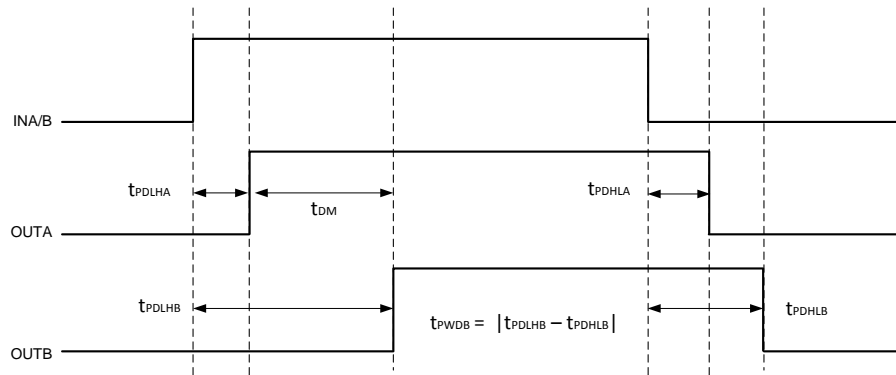 INA/B
tPDLHA
tDM
tPDHLA
OUTA
tPDLHB
tPWDB = |tPDLHB – tPDHLB|
tPDHLB
OUTB